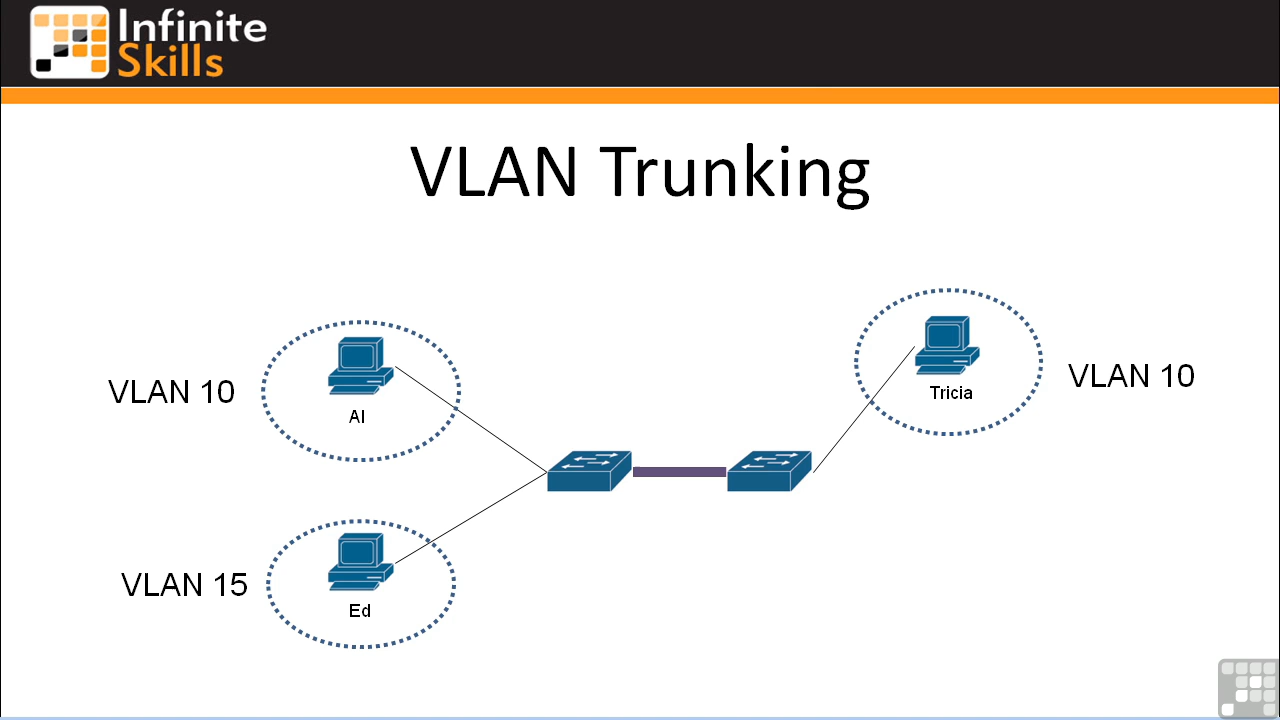 Infinite
Skills
VLAN Trunking
VLAN 10
Al
Tricia
VLAN 10
VLAN 15
Ed